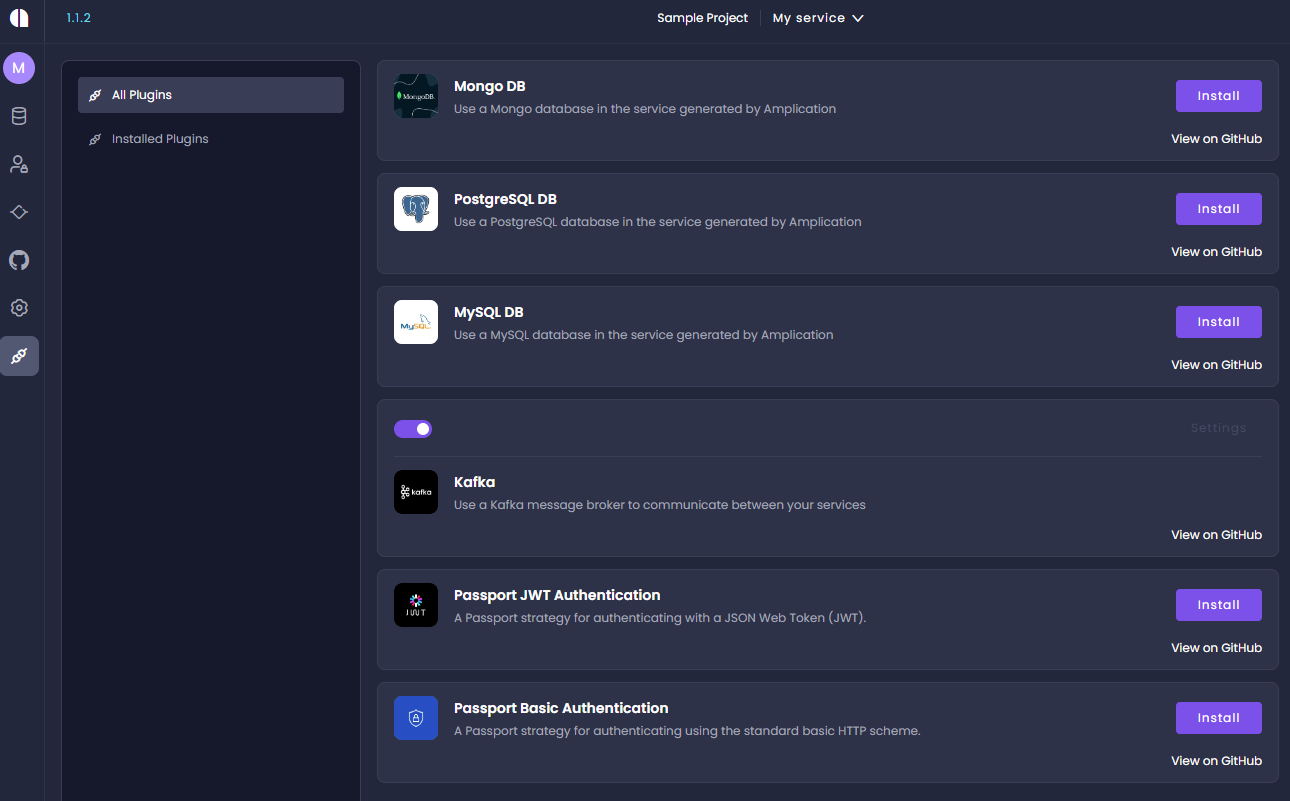 1.1.2
Sample Project
My service
M
All Plugins
Installed Plugins
MongoDB.
Mongo DB
Use a Mongo database in the service generated by Amplication
Install
View on GitHub
PostgreSQL DB
Use a PostgreSQL database in the service generated by Amplication
Install
View on GitHub
MySQL
MySQL DB
Use a MySQL database in the service generated by Amplication
Install
View on GitHub
Settings
kafka
Kafka
Use a Kafka message broker to communicate between your services
View on GitHub
JWT
Passport JWT Authentication
A Passport strategy for authenticating with a JSON Web Token (JWT).
Install
View on GitHub
Passport Basic Authentication
A Passport strategy for authenticating using the standard basic HTTP scheme.
Install
View on GitHub